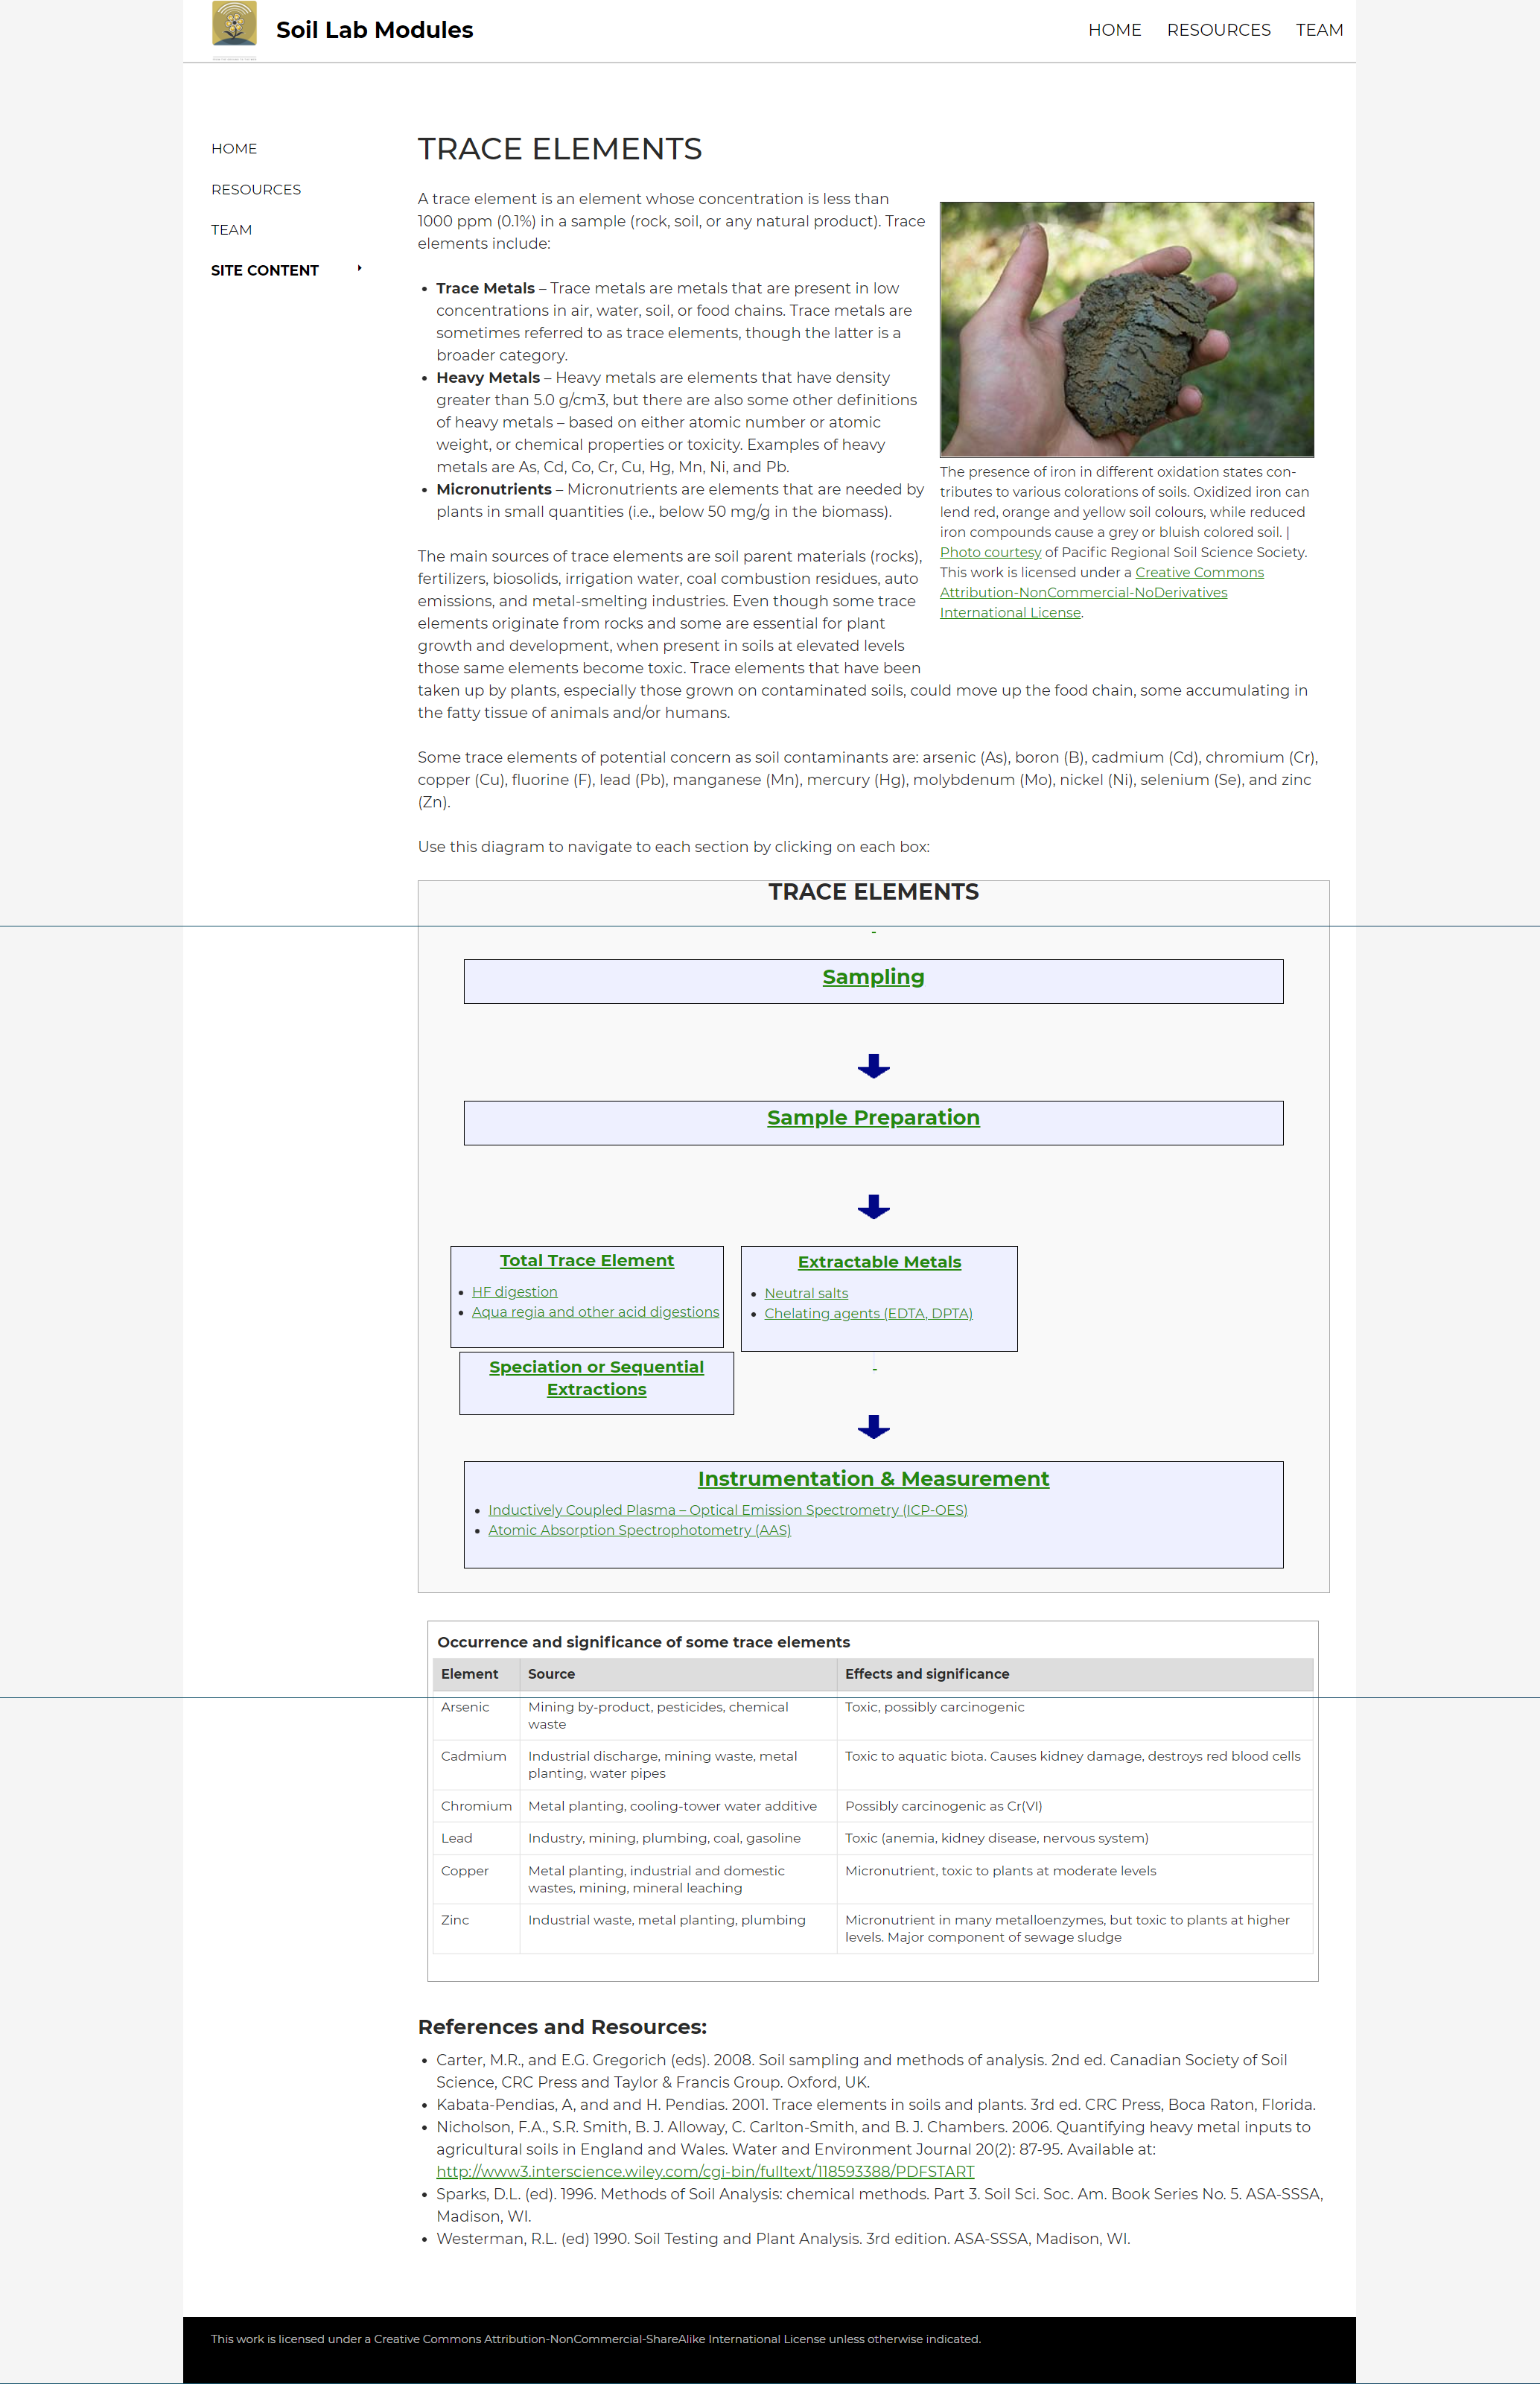 Soil Lab Modules
HOME RESOURCES TEAM
HOME
RESOURCES
TEAM
SITE CONTENT
TRACE ELEMENTS
A trace element is an element whose concentration is less than
1000 ppm (0.1%) in a sample (rock, soil, or any natural product). Trace
elements include:
• Trace Metals – Trace metals are metals that are present in low
concentrations in air, water, soil, or food chains. Trace metals are
sometimes referred to as trace elements, though the latter is a
broader category.
• Heavy Metals – Heavy metals are elements that have density
greater than 5.0 g/cm3, but there are also some other definitions
of heavy metals – based on either atomic number or atomic
weight, or chemical properties or toxicity. Examples of heavy
metals are As, Cd, Co, Cr, Cu, Hg, Mn, Ni, and Pb.
• Micronutrients – Micronutrients are elements that are needed by
plants in small quantities (i.e., below 50 mg/g in the biomass).
The presence of iron in different oxidation states con-
tributes to various colorations of soils. Oxidized iron can
lend red, orange and yellow soil colours, while reduced
iron compounds cause a grey or bluish colored soil. |
Photo courtesy of Pacific Regional Soil Science Society.
This work is licensed under a Creative Commons
Attribution-NonCommercial-NoDerivatives
International License.
The main sources of trace elements are soil parent materials (rocks),
fertilizers, biosolids, irrigation water, coal combustion residues, auto
emissions, and metal-smelting industries. Even though some trace
elements originate from rocks and some are essential for plant
growth and development, when present in soils at elevated levels
those same elements become toxic. Trace elements that have been
taken up by plants, especially those grown on contaminated soils, could move up the food chain, some accumulating in
the fatty tissue of animals and/or humans.
Some trace elements of potential concern as soil contaminants are: arsenic (As), boron (B), cadmium (Cd), chromium (Cr),
copper (Cu), fluorine (F), lead (Pb), manganese (Mn), mercury (Hg), molybdenum (Mo), nickel (Ni), selenium (Se), and zinc
(Zn).
Use this diagram to navigate to each section by clicking on each box:
TRACE ELEMENTS
Sampling
Sample Preparation
Total Trace Element
• HF digestion
• Aqua regia and other acid digestions
Extractable Metals
• Neutral salts
• Chelating agents (EDTA, DPTA)
Speciation or Sequential
Extractions
Instrumentation & Measurement
• Inductively Coupled Plasma – Optical Emission Spectrometry (ICP-OES)
• Atomic Absorption Spectrophotometry (AAS)
Occurrence and significance of some trace elements
Element Source Effects and significance
Arsenic Mining by-product, pesticides, chemical Toxic, possibly carcinogenic
waste
Cadmium Industrial discharge, mining waste, metal Toxic to aquatic biota. Causes kidney damage, destroys red blood cells
planting, water pipes
Chromium Metal planting, cooling-tower water additive Possibly carcinogenic as Cr(VI)
Lead Industry, mining, plumbing, coal, gasoline Toxic (anemia, kidney disease, nervous system)
Copper Metal planting, industrial and domestic Micronutrient, toxic to plants at moderate levels
wastes, mining, mineral leaching
Zinc Industrial waste, metal planting, plumbing Micronutrient in many metalloenzymes, but toxic to plants at higher
levels. Major component of sewage sludge
References and Resources:
• Carter, M.R., and E.G. Gregorich (eds). 2008. Soil sampling and methods of analysis. 2nd ed. Canadian Society of Soil
Science, CRC Press and Taylor & Francis Group. Oxford, UK.
• Kabata-Pendias, A, and and H. Pendias. 2001. Trace elements in soils and plants. 3rd ed. CRC Press, Boca Raton, Florida.
• Nicholson, F.A., S.R. Smith, B. J. Alloway, C. Carlton-Smith, and B. J. Chambers. 2006. Quantifying heavy metal inputs to
agricultural soils in England and Wales. Water and Environment Journal 20(2): 87-95. Available at:
http://www3.interscience.wiley.com/cgi-bin/fulltext/118593388/PDFSTART
• Sparks, D.L. (ed). 1996. Methods of Soil Analysis: chemical methods. Part 3. Soil Sci. Soc. Am. Book Series No. 5. ASA-SSSA,
Madison, WI.
• Westerman, R.L. (ed) 1990. Soil Testing and Plant Analysis. 3rd edition. ASA-SSSA, Madison, WI.
This work is licensed under a Creative Commons Attribution-NonCommercial-ShareAlike International License unless otherwise indicated.